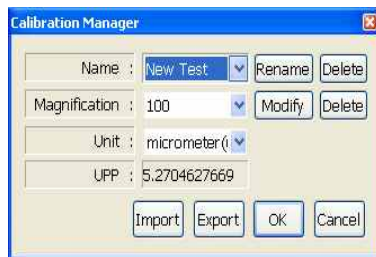 Calibration Manager
Name : New Test Rename Delete
Magnification : 100 Modify Delete
Unit : micrometer(
UPP : 5.2704627669
Import Export OK Cancel